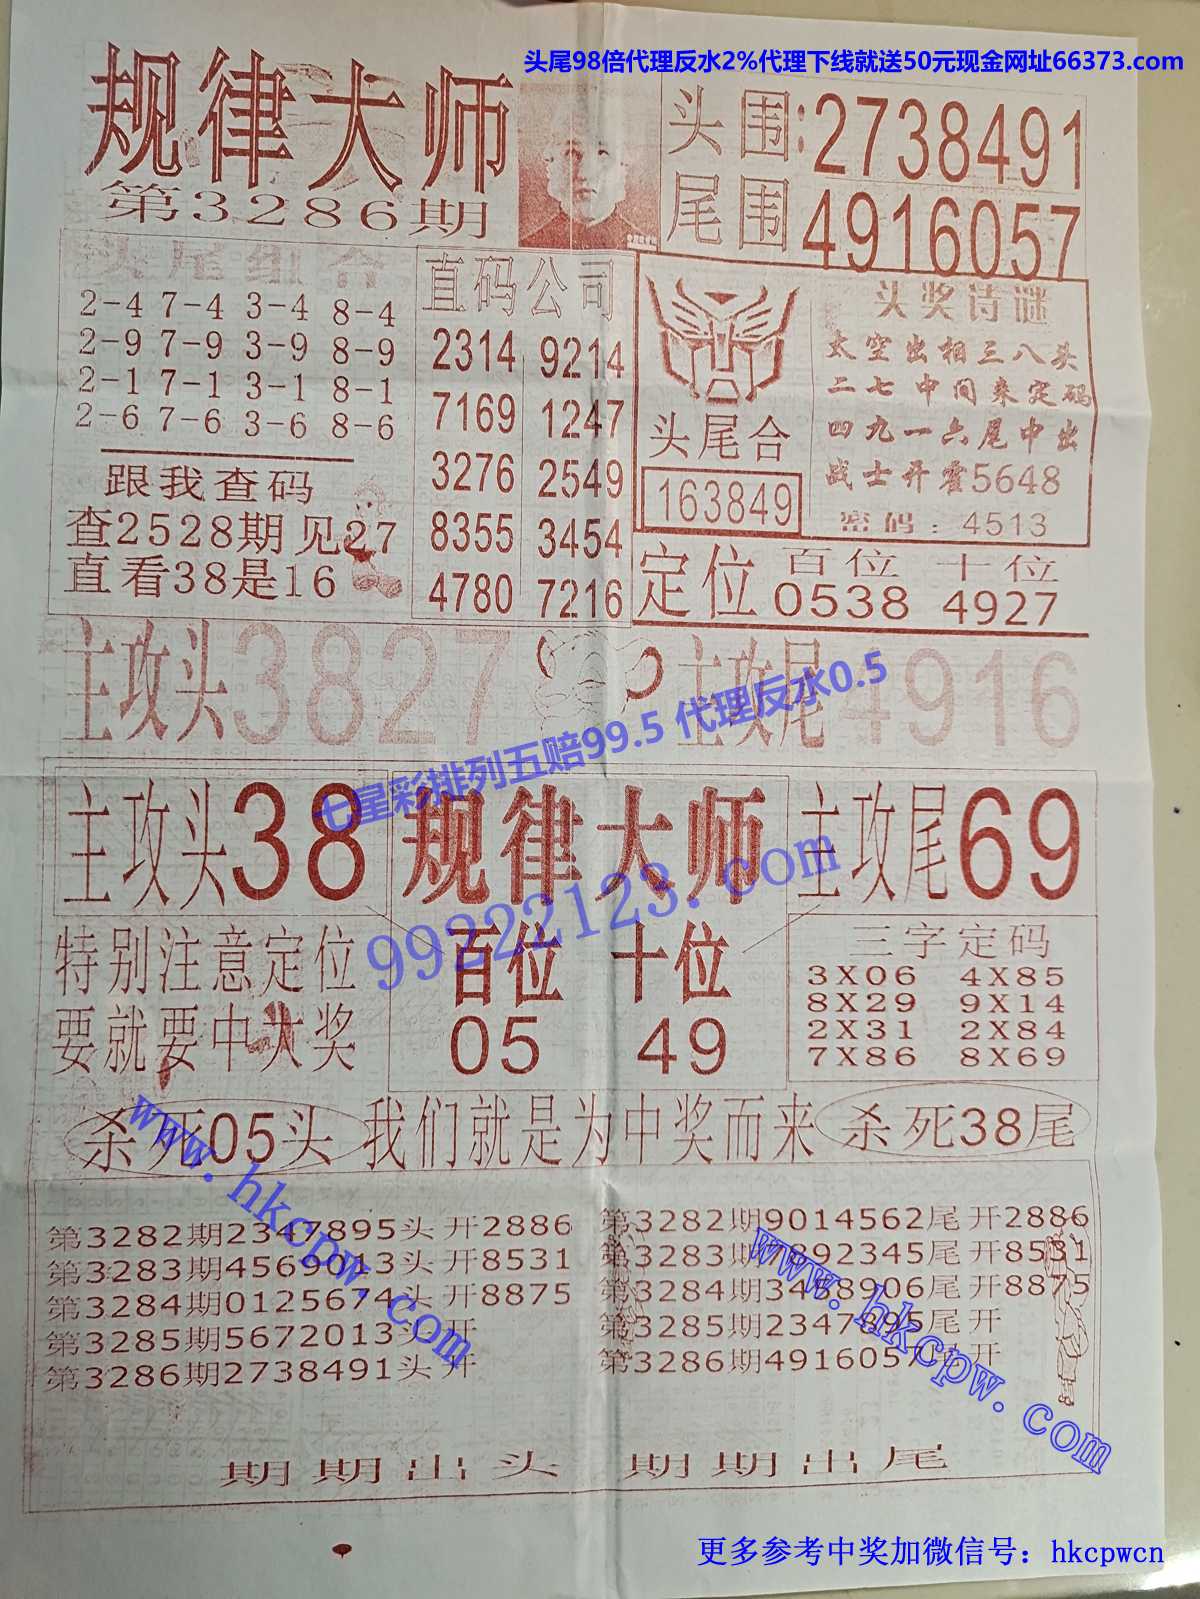 头尾98倍代理反水2%代理下线就送50元现金网址66373.com
规律大师
第3286期
头围:2738491
尾围4916057
头尾组合
2-4 7-4 3-4 8-4
2-9 7-9 3-9 8-9
2-1 7-1 3-1 8-1
2-6 7-6 3-6 8-6
跟我查码
查2528期见27
直看38是16
直码公司
2314 9214
7169 1247
3276 2549
8355 3454
4780 7216
头尾合
163849
头奖诗谜
太空出相三八头
二七中间来定码
四九一六尾中出
战士开霍5648
密码:4513
定位 百位 十位
0538 4927
主攻头3827
主攻尾4916
七星彩排列五赔99.5 代理反水0.5
主攻头38
规律大师
主攻尾69
99222123.com
特别注意定位
要就要中大奖
百位 十位
05 49
三字定码
3X06 4X85
8X29 9X14
2X31 2X84
7X86 8X69
杀死05头
我们就是为中奖而来
杀死38尾
www.hkcpw.com
www.hkcpw.com
第3282期2347895头开2886
第3283期4569013头开8531
第3284期0125674头开8875
第3285期5672013头开
第3286期2738491头开
第3282期9014562尾开2886
第3283期7892345尾开8531
第3284期3458906尾开8875
第3285期2347895尾开
第3286期4916057尾开
期期出头 期期出尾
更多参考中奖加微信号：hkcpwcn